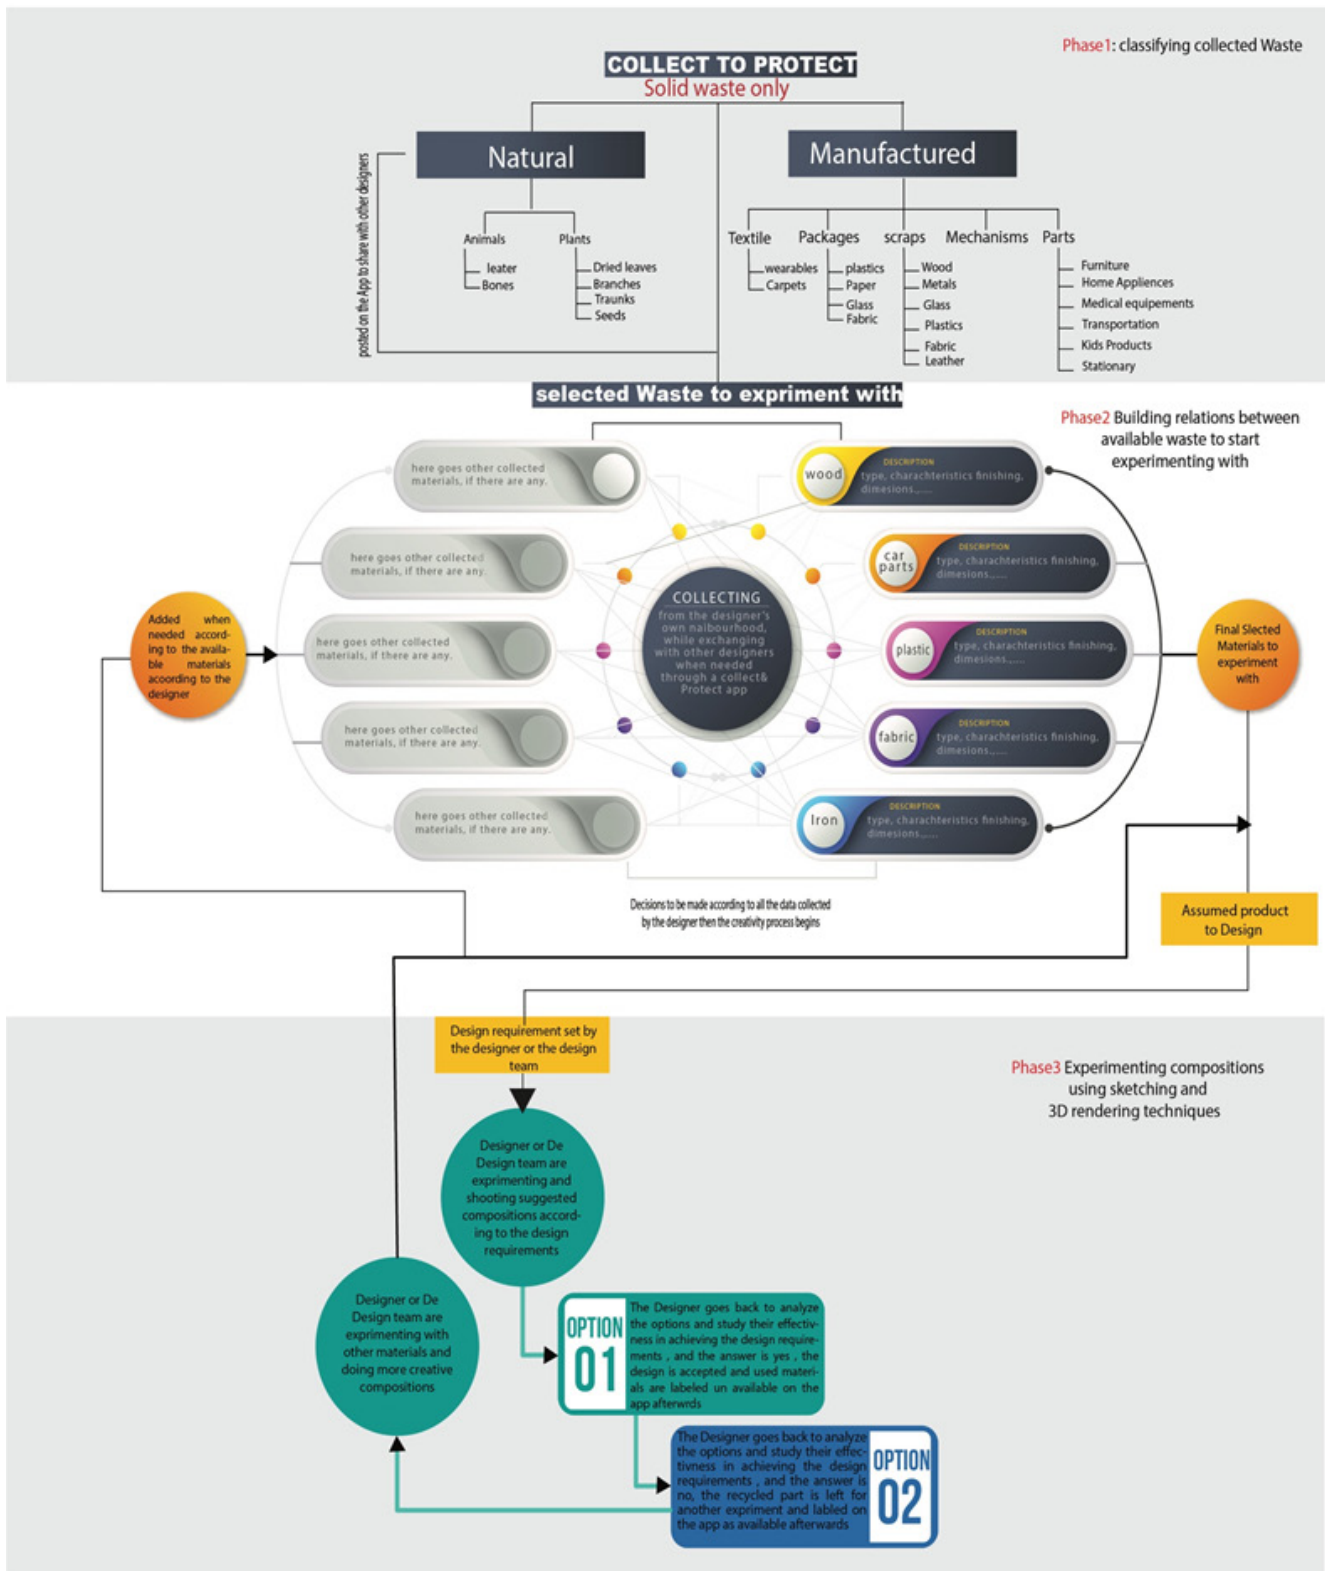 Phase1: classifying collected Waste
COLLECT TO PROTECT
Solid waste only
Natural
Manufactured
posted on the App to share with other designers
Animals
leater
Bones
Plants
Dried leaves
Branches
Traunks
Seeds
Textile
wearables
Carpets
Packages
plastics
Paper
Glass
Fabric
scraps
Wood
Metals
Glass
Plastics
Fabric
Leather
Mechanisms
Parts
Furniture
Home Appliances
Medical equipements
Transportation
Kids Products
Stationary
selected Waste to expriment with
Phase2 Building relations between
available waste to start
experimenting with
here goes other collected
materials, if there are any.
here goes other collected
materials, if there are any.
here goes other collected
materials, if there are any.
here goes other collected
materials, if there are any.
here goes other collected
materials, if there are any.
Added when
needed accord-
ing to the availa-
ble materials
acoording to the
designer
COLLECTING
from the designer's
own naibourhood,
while exchanging
with other designers
when needed
through a collect&
Protect app
wood
DESCRIPTION
type, charachteristics finishing,
dimesions.,....
car
parts
DESCRIPTION
type, charachteristics finishing,
dimesions.,....
plastic
DESCRIPTION
type, charachteristics finishing,
dimesions.,....
fabric
DESCRIPTION
type, charachteristics finishing,
dimesions.,....
Iron
DESCRIPTION
type, charachteristics finishing,
dimesions.,....
Final Slected
Materials to
experiment
with
Decisions to be made according to all the data collected
by the designer then the creativity process begins
Assumed product
to Design
Design requirement set by
the designer or the design
team
Phase3 Experimenting compositions
using sketching and
3D rendering techniques
Designer or De
Design team are
exprimenting and
shooting suggested
compositions accord-
ing to the design
requirements
Designer or De
Design team are
exprimenting with
other materials and
doing more creative
compositions
OPTION
01
The Designer goes back to analyze
the options and study their effectiv-
ness in achieving the design require-
ments , and the answer is yes , the
design is accepted and used materi-
als are labeled un available on the
app afterwrds
The Designer goes back to analyze
the options and study their effec-
tivness in achieving the design
requirements , and the answer is
no, the recycled part is left for
another expriment and labled on
the app as available afterwards
OPTION
02